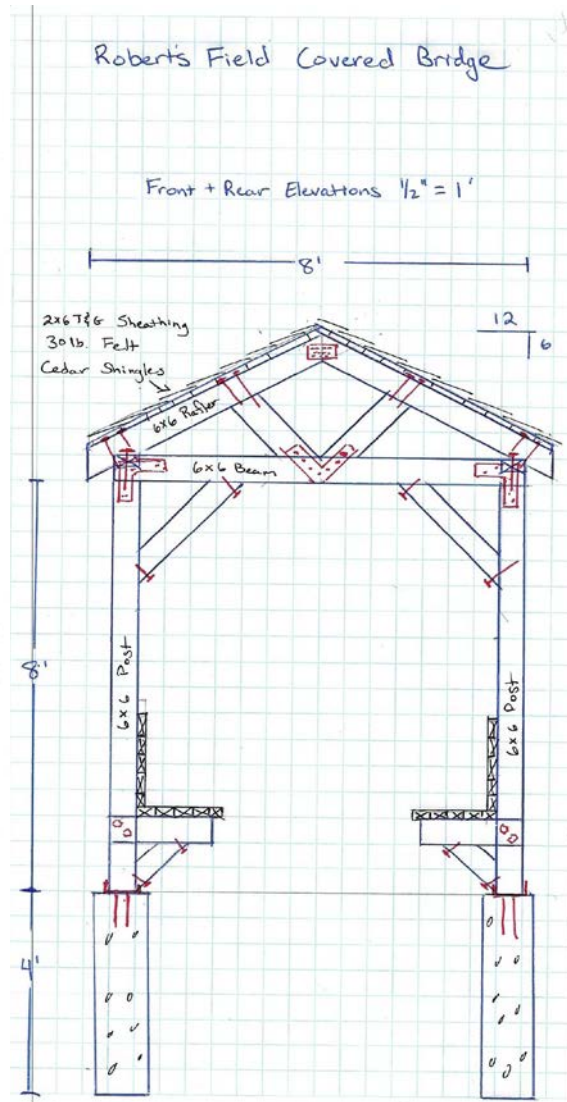 Robert's Field Covered Bridge
Front + Rear Elevations 1/2" = 1'
8'
2x6 T&G Sheathing
30lb. Felt
Cedar Shingles
12
6
6x6 Rafter
6x6 Beam
8'
6x6 Post
6x6 Post
4'